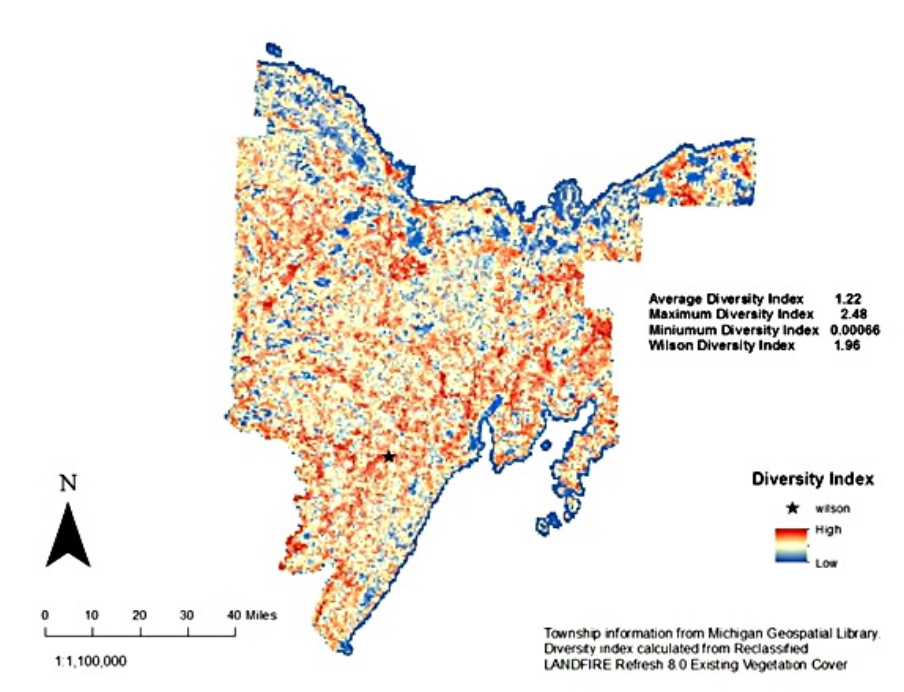 Average Diversity Index 1.22
Maximum Diversity Index 2.48
Miniumum Diversity Index 0.00066
Wilson Diversity Index 1.96
N
Diversity Index
wilson
High
Low
0 10 20 30 40 Miles
1:1,100,000
Township information from Michigan Geospatial Library.
Diversity index calculated from Reclassified
LANDFIRE Refresh 8.0 Existing Vegetation Cover